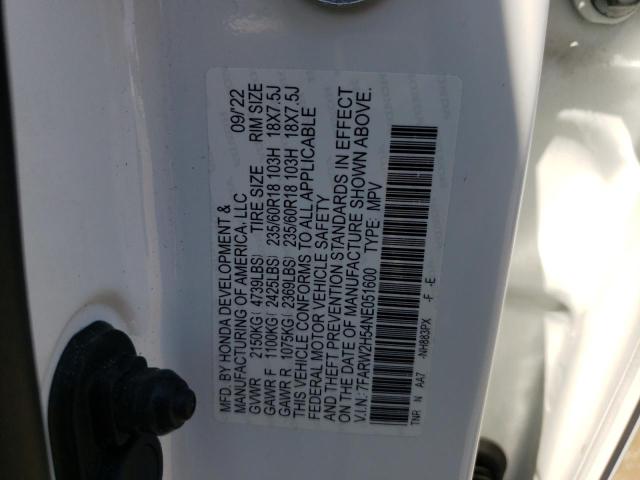 MFD. BY HONDA DEVELOPMENT &
MANUFACTURING OF AMERICA, LLC 09/'22
GVWR 2150KG( 4739LBS) TIRE SIZE RIM SIZE
GAWR F 1100KG( 2425LBS) 235/60R18 103H 18X7.5J
GAWR R 1075KG( 2369LBS) 235/60R18 103H 18X7.5J
THIS VEHICLE CONFORMS TO ALL APPLICABLE
FEDERAL MOTOR VEHICLE SAFETY
AND THEFT PREVENTION STANDARDS IN EFFECT
ON THE DATE OF MANUFACTURE SHOWN ABOVE.
V.I.N: 7FARW2H54NE051600 TYPE: MPV
TNR N AA7 -NH883PX -F -E-